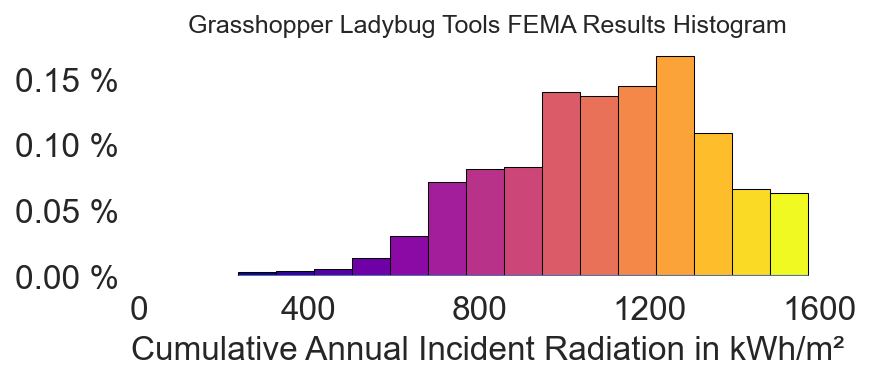 Grasshopper Ladybug Tools FEMA Results Histogram
0.15 %
0.10 %
0.05 %
0.00 %
0 400 800 1200 1600
Cumulative Annual Incident Radiation in kWh/m²